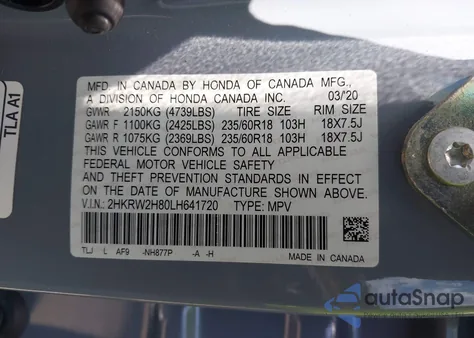 TLA A1
MFD. IN CANADA BY HONDA OF CANADA MFG.,
A DIVISION OF HONDA CANADA INC. 03/20
GVWR 2150KG (4739LBS) TIRE SIZE RIM SIZE
GAWR F 1100KG (2425LBS) 235/60R18 103H 18X7.5J
GAWR R 1075KG (2369LBS) 235/60R18 103H 18X7.5J
THIS VEHICLE CONFORMS TO ALL APPLICABLE
FEDERAL MOTOR VEHICLE SAFETY
AND THEFT PREVENTION STANDARDS IN EFFECT
ON THE DATE OF MANUFACTURE SHOWN ABOVE.
V.I.N.: 2HKRW2H80LH641720 TYPE: MPV
TLJ L AF9 -NH877P -A -H
MADE IN CANADA
autoSnap